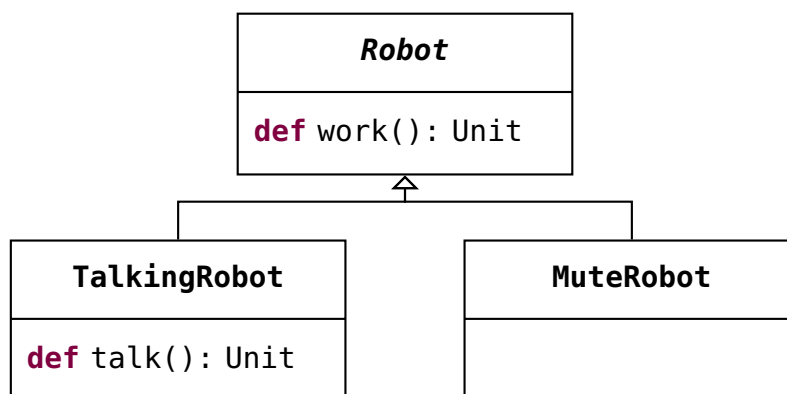 Robot
def work(): Unit
TalkingRobot
def talk(): Unit
MuteRobot